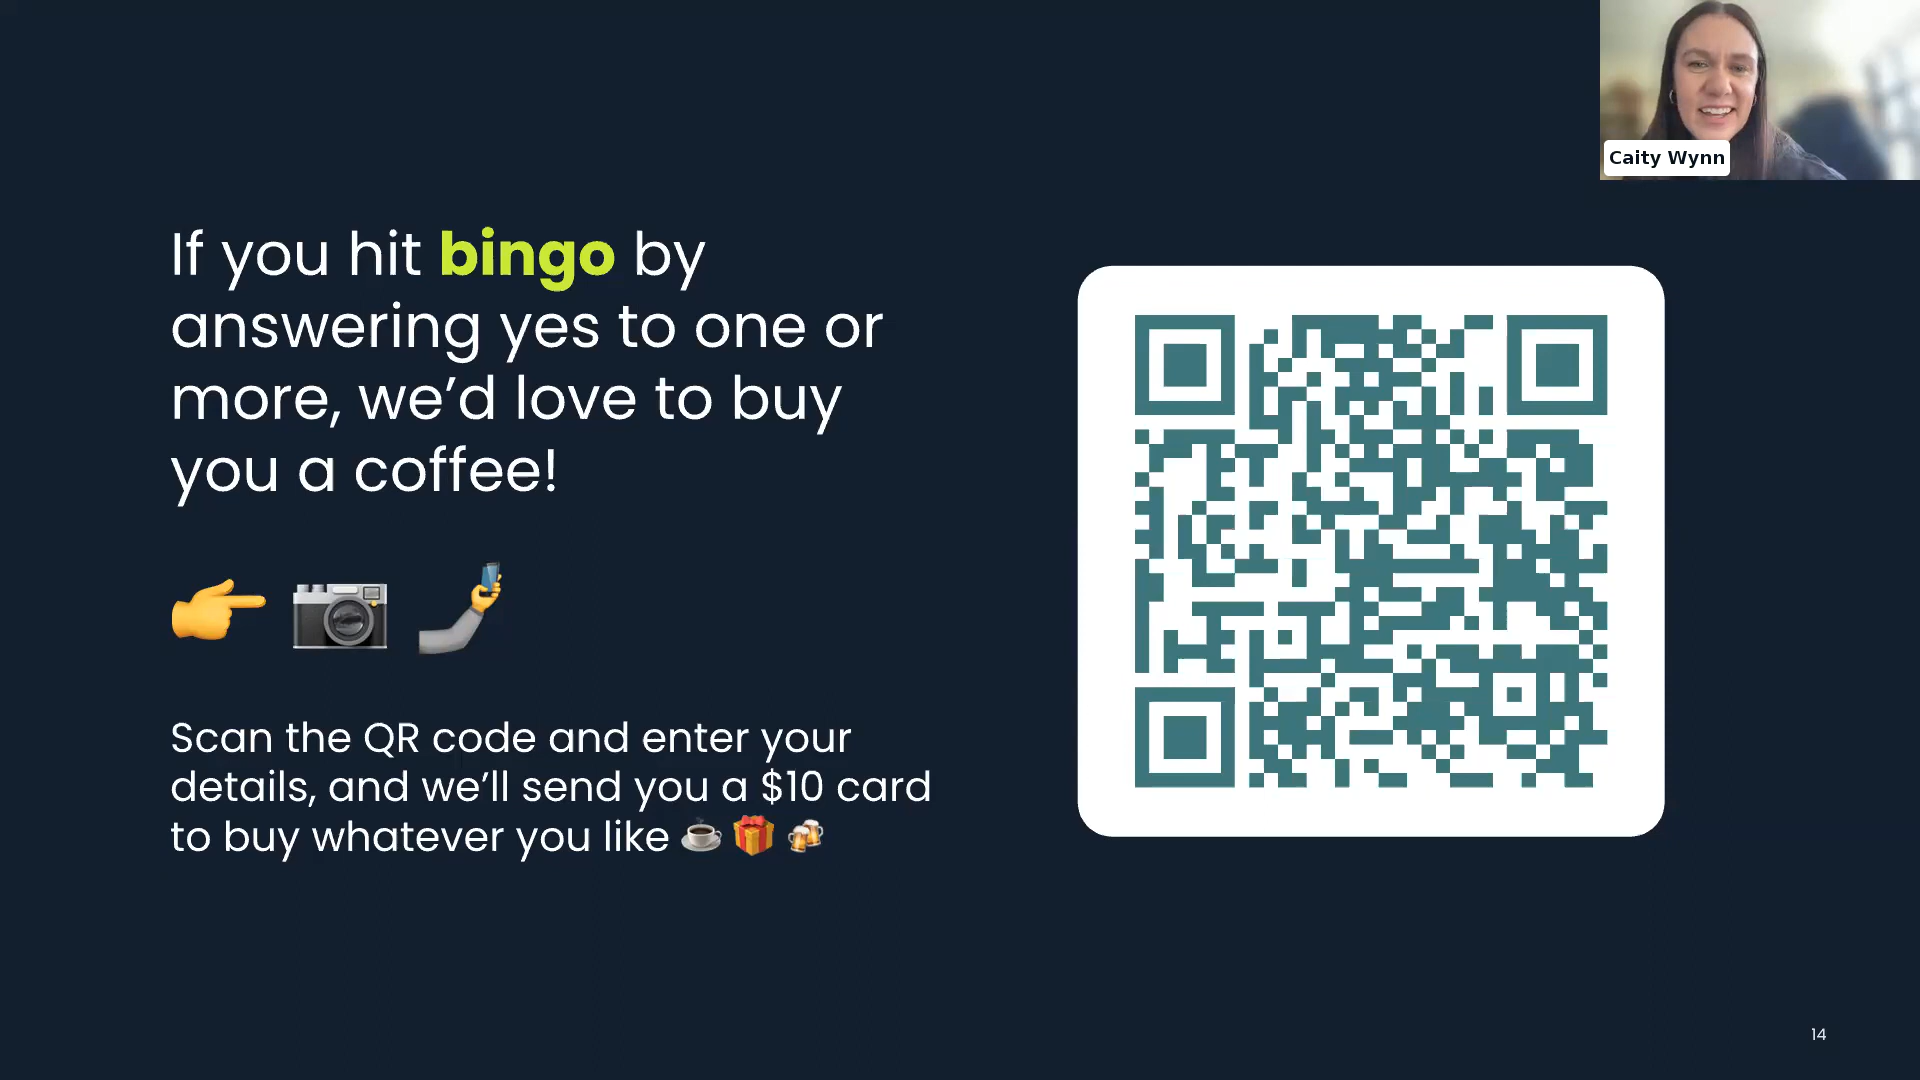 Caity Wynn
If you hit bingo by
answering yes to one or
more, we’d love to buy
you a coffee!
Scan the QR code and enter your
details, and we’ll send you a $10 card
to buy whatever you like
14